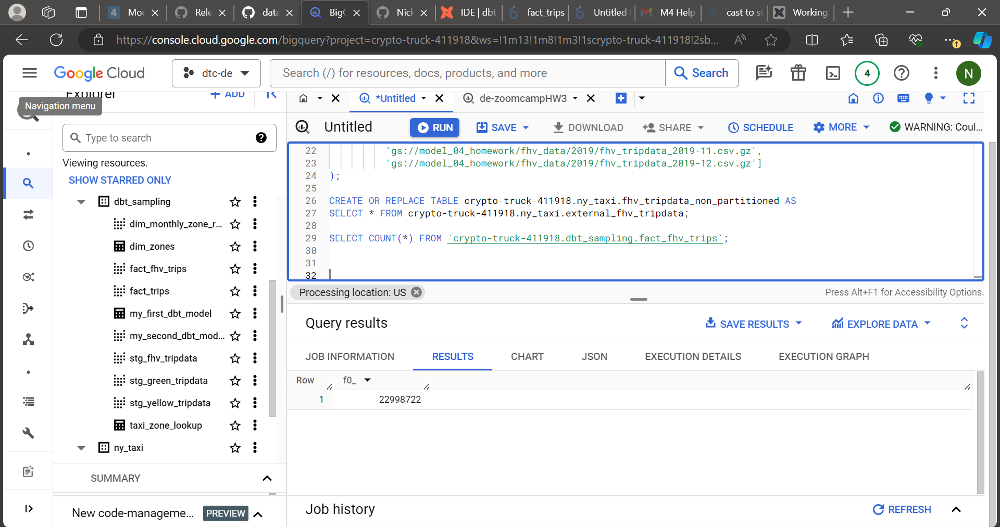 Moc
Rele
data
BigC
Nick
IDE | dbt
fact_trips
Untitled
M4 Help
cast to st
Working
https://console.cloud.google.com/bigquery?project=crypto-truck-411918&ws=!1m13!1m8!1m3!1scrypto-truck-411918!2sb...
Google Cloud
dtc-de
Search (/) for resources, docs, products, and more
Search
4
N
Explorer
+ ADD
Navigation menu
*Untitled
de-zoomcampHW3
Untitled
RUN
SAVE
DOWNLOAD
SHARE
SCHEDULE
MORE
WARNING: Coul...
Type to search
Viewing resources.
SHOW STARRED ONLY
dbt_sampling
dim_monthly_zone_r...
dim_zones
fact_fhv_trips
fact_trips
my_first_dbt_model
my_second_dbt_mod...
stg_fhv_tripdata
stg_green_tripdata
stg_yellow_tripdata
taxi_zone_lookup
ny_taxi
SUMMARY
New code-manageme...
PREVIEW
22 'gs://model_04_homework/fhv_data/2019/fhv_tripdata_2019-11.csv.gz',
23 'gs://model_04_homework/fhv_data/2019/fhv_tripdata_2019-12.csv.gz']
24 );
25
26 CREATE OR REPLACE TABLE crypto-truck-411918.ny_taxi.fhv_tripdata_non_partitioned AS
27 SELECT * FROM crypto-truck-411918.ny_taxi.external_fhv_tripdata;
28
29 SELECT COUNT(*) FROM `crypto-truck-411918.dbt_sampling.fact_fhv_trips`;
30
31
32
Processing location: US
Press Alt+F1 for Accessibility Options.
Query results
SAVE RESULTS
EXPLORE DATA
JOB INFORMATION
RESULTS
CHART
JSON
EXECUTION DETAILS
EXECUTION GRAPH
Row
f0_
1
22998722
Job history
REFRESH